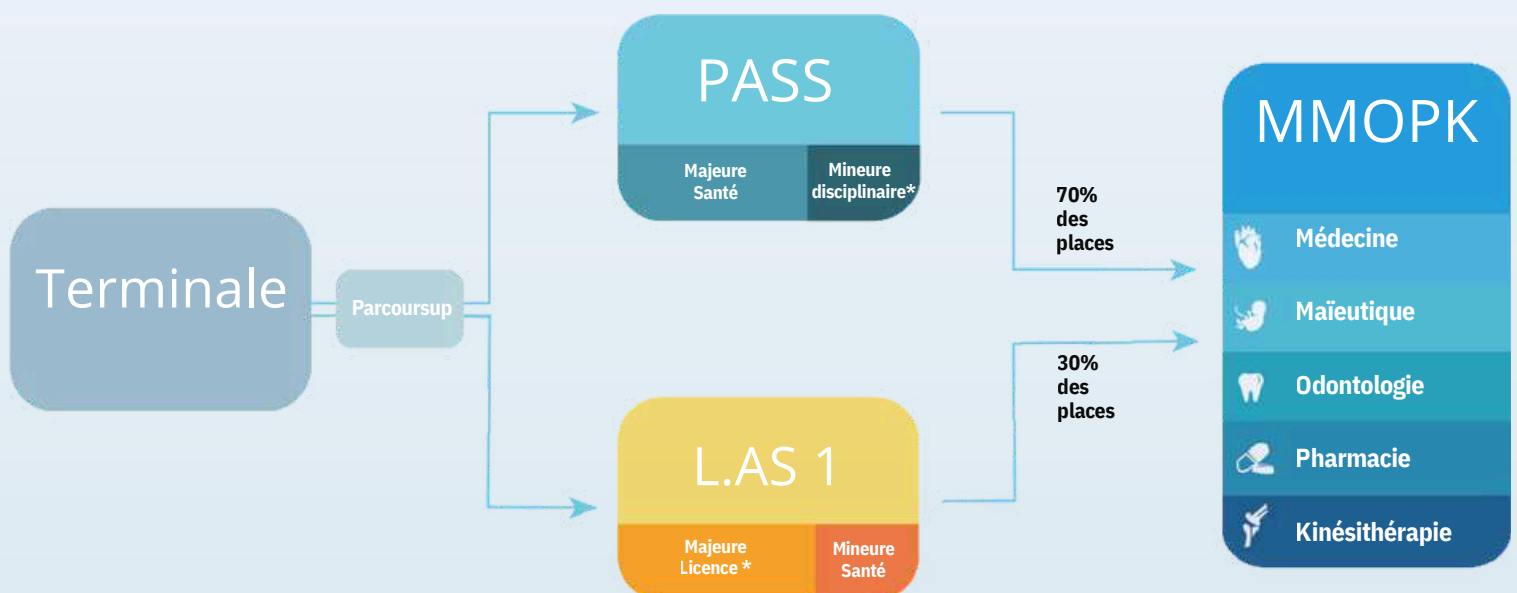 Terminale
Parcoursup
PASS
Majeure
Santé
Mineure
disciplinaire*
L.AS 1
Majeure
Licence *
Mineure
Santé
70%
des
places
30%
des
places
MMOPK
Médecine
Maïeutique
Odontologie
Pharmacie
Kinésithérapie